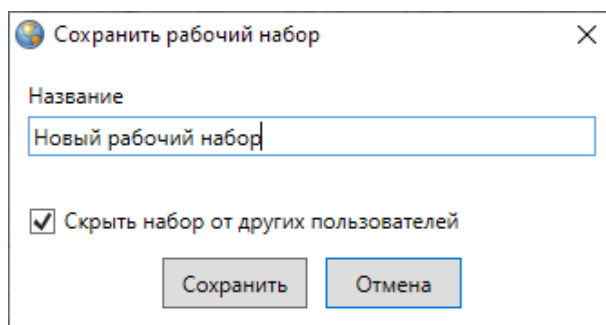 Сохранить рабочий набор
Название
Новый рабочий набор
Скрыть набор от других пользователей
Сохранить Отмена